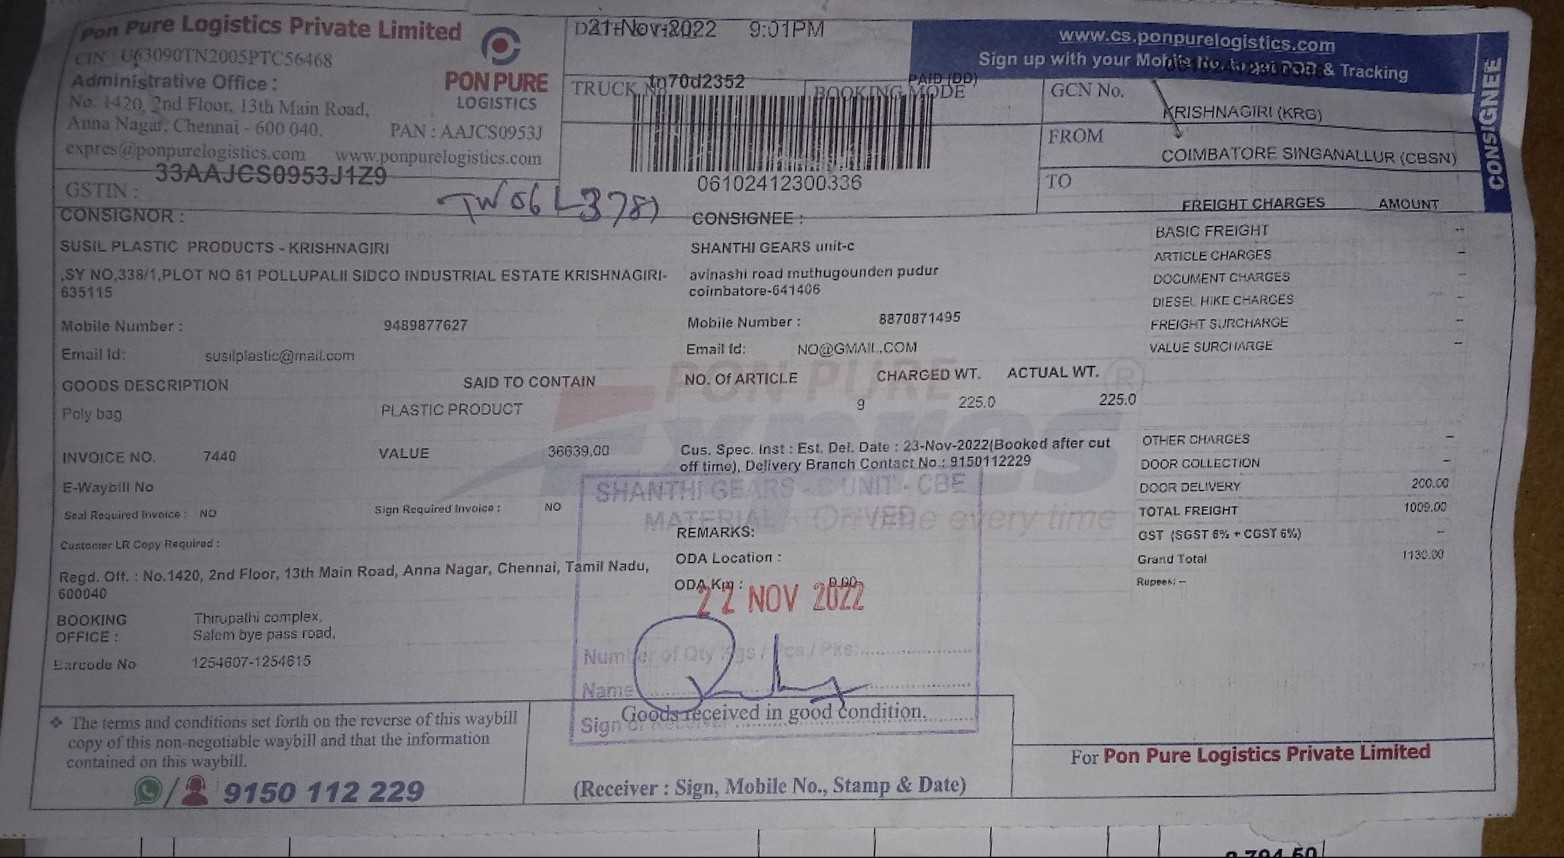 Pon Pure Logistics Private Limited
CIN : U63090TN2005PTC56468
Administrative Office :
No. 1420, 2nd Floor, 13th Main Road,
Anna Nagar, Chennai - 600 040.
PAN : AAJCS0953J
expres@ponpurelogistics.com www.ponpurelogistics.com
PON PURE
LOGISTICS
GSTIN : 33AAJCS0953J1Z9
21-Nov-2022 9:01PM
TRUCK No tn70d2352
BOOKING MODE PAID (DD)
06102412300336
www.cs.ponpurelogistics.com
Sign up with your Mobile No. to get POD & Tracking
GCN No.
KRISHNAGIRI (KRG)
FROM
COIMBATORE SINGANALLUR (CBSN)
TO
CONSIGNEE
CONSIGNOR :
SUSIL PLASTIC PRODUCTS - KRISHNAGIRI
,SY NO,338/1,PLOT NO 61 POLLUPALII SIDCO INDUSTRIAL ESTATE KRISHNAGIRI-
635115
Mobile Number : 9489877627
Email Id: susilplastic@mail.com
CONSIGNEE :
SHANTHI GEARS unit-c
avinashi road muthugounden pudur
coimbatore-641406
Mobile Number : 8870871495
Email Id: NO@GMAIL.COM
FREIGHT CHARGES AMOUNT
BASIC FREIGHT --
ARTICLE CHARGES --
DOCUMENT CHARGES --
DIESEL HIKE CHARGES --
FREIGHT SURCHARGE --
VALUE SURCHARGE --
GOODS DESCRIPTION SAID TO CONTAIN NO. Of ARTICLE CHARGED WT. ACTUAL WT.
Poly bag PLASTIC PRODUCT 9 225.0 225.0
PON PURE
Expres
INVOICE NO. 7440 VALUE 36639.00
E-Waybill No
Seal Required Invoice : NO Sign Required Invoice : NO
Customer LR Copy Required :
Cus. Spec. Inst : Est. Del. Date : 23-Nov-2022(Booked after cut
off time), Delivery Branch Contact No : 9150112229
OTHER CHARGES --
DOOR COLLECTION --
DOOR DELIVERY 200.00
TOTAL FREIGHT 1009.00
GST (SGST 6% + CGST 6%) --
Grand Total 1130.00
Rupees: --
SHANTHI GEARS - C UNIT - CBE
REMARKS:
ODA Location :
ODA Km : 0.00
22 NOV 2022
Regd. Off. : No.1420, 2nd Floor, 13th Main Road, Anna Nagar, Chennai, Tamil Nadu,
600040
BOOKING Thirupathi complex,
OFFICE : Salem bye pass road,
Barcode No 1254607-1254615
Name
Goods received in good condition.
(Receiver : Sign, Mobile No., Stamp & Date)
❖ The terms and conditions set forth on the reverse of this waybill
copy of this non-negotiable waybill and that the information
contained on this waybill.
9150 112 229
For Pon Pure Logistics Private Limited